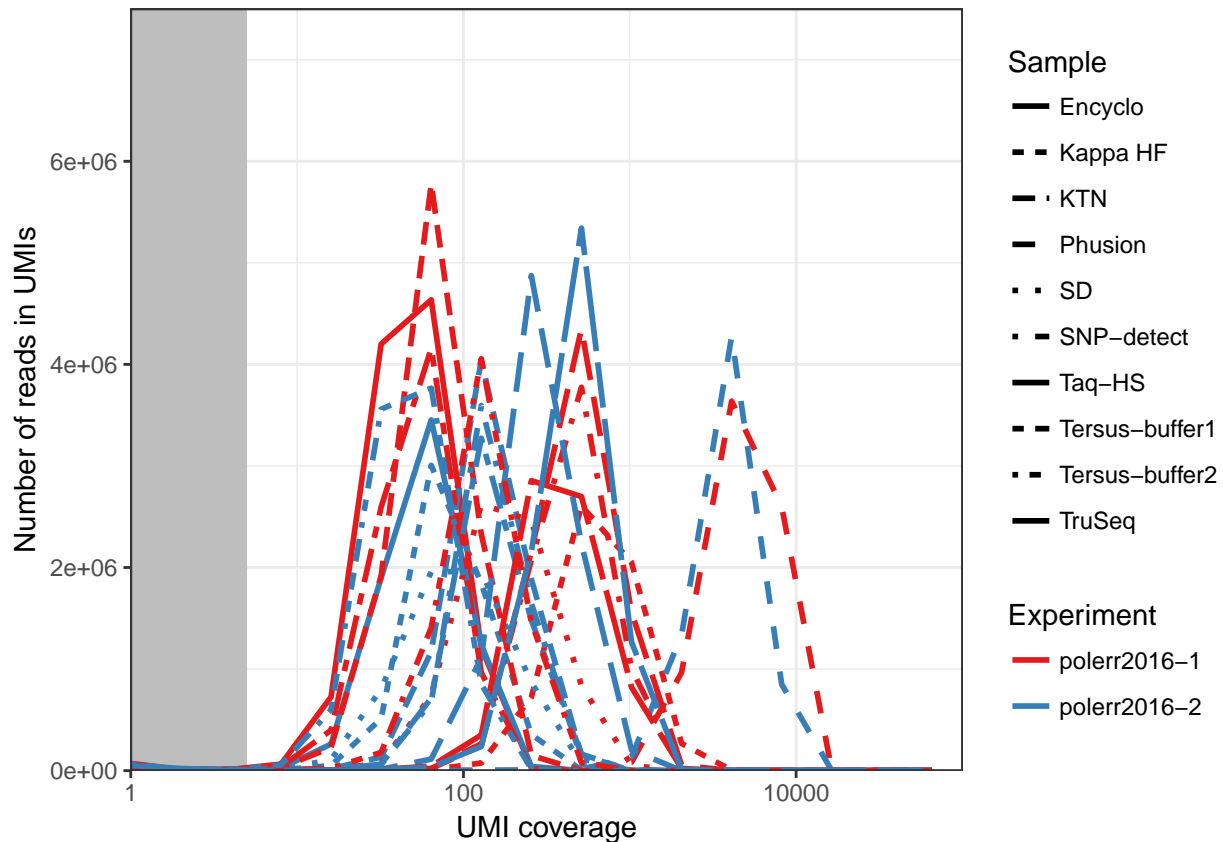 Number of reads in UMIs
6e+06
4e+06
2e+06
0e+00
1
100
10000
UMI coverage
Sample
Encyclo
Kappa HF
KTN
Phusion
SD
SNP−detect
Taq−HS
Tersus−buffer1
Tersus−buffer2
TruSeq
Experiment
polerr2016−1
polerr2016−2